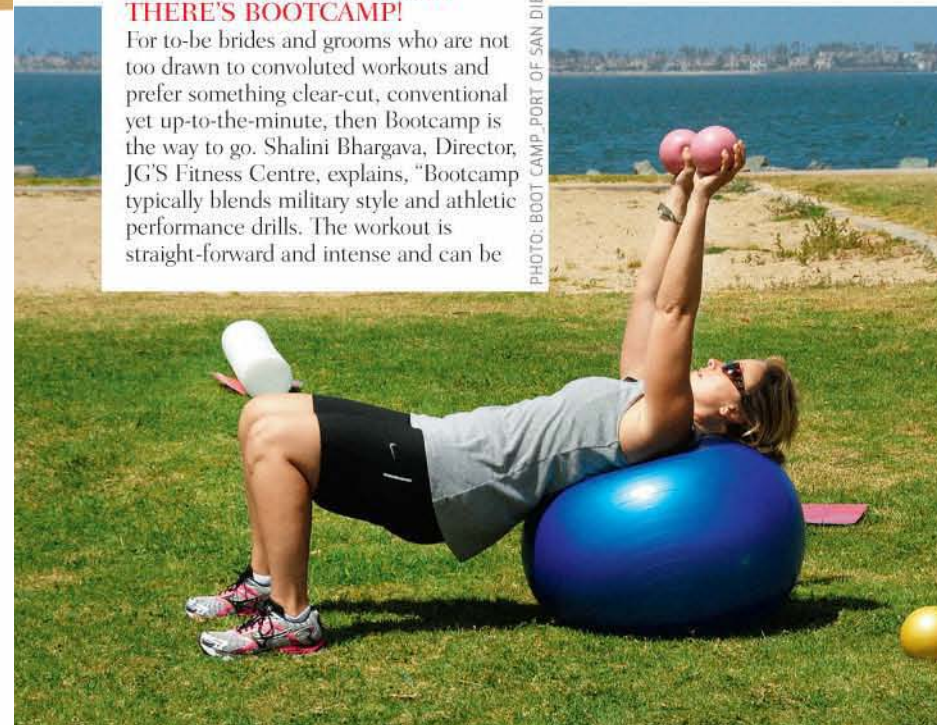 THERE'S BOOTCAMP!
For to-be brides and grooms who are not
too drawn to convoluted workouts and
prefer something clear-cut, conventional
yet up-to-the-minute, then Bootcamp is
the way to go. Shalini Bhargava, Director,
JG'S Fitness Centre, explains, “Bootcamp
typically blends military style and athletic
performance drills. The workout is
straight-forward and intense and can be
PHOTO: BOOT CAMP_PORT OF SAN